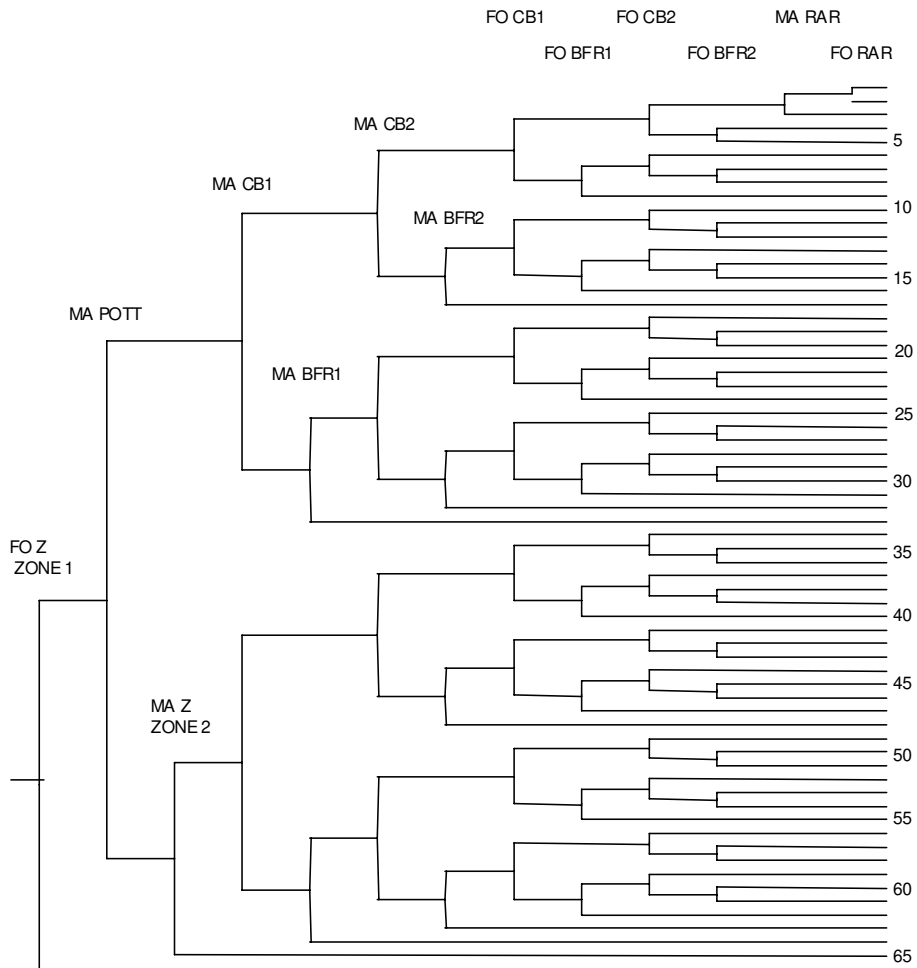 FO CB1 FO CB2 MA RAR
FO BFR1 FO BFR2 FO RAR
MA CB2
5
MA CB1
10
MA BFR2
15
MA POTT
20
MA BFR1
25
30
FO Z
ZONE 1
35
40
45
MA Z
ZONE 2
50
55
60
65